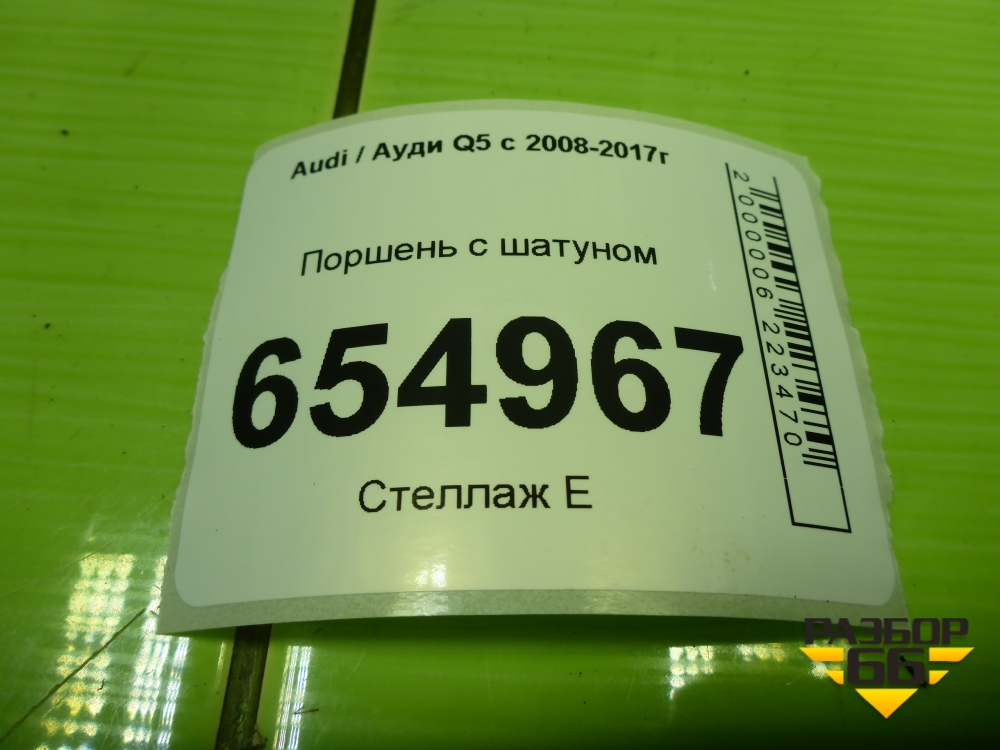 Audi / Ауди Q5 с 2008-2017г
Поршень с шатуном
654967
Стеллаж Е
2000006223470
РАЗБОР
66